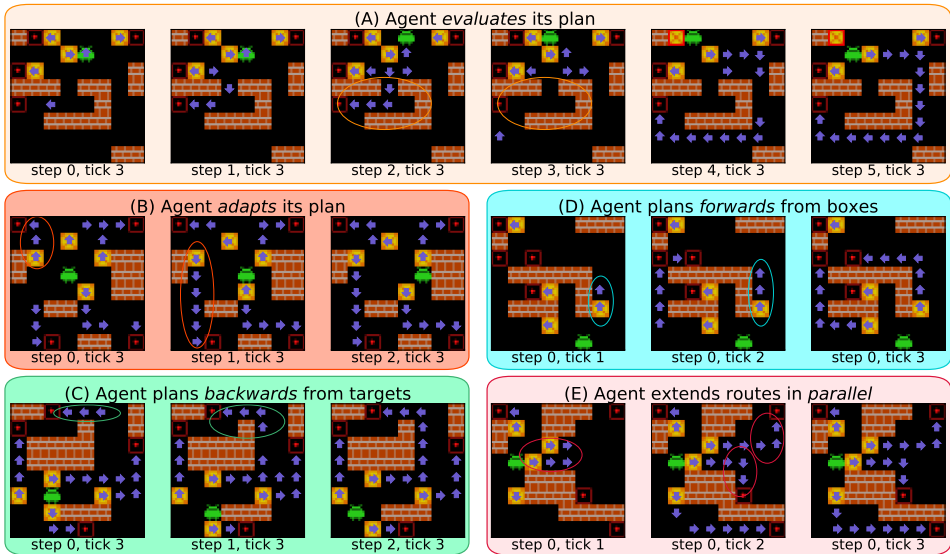 (A) Agent evaluates its plan
step 0, tick 3
step 1, tick 3
step 2, tick 3
step 3, tick 3
step 4, tick 3
step 5, tick 3
(B) Agent adapts its plan
step 0, tick 3
step 1, tick 3
step 2, tick 3
(D) Agent plans forwards from boxes
step 0, tick 1
step 0, tick 2
step 0, tick 3
(C) Agent plans backwards from targets
step 0, tick 3
step 1, tick 3
step 2, tick 3
(E) Agent extends routes in parallel
step 0, tick 1
step 0, tick 2
step 0, tick 3